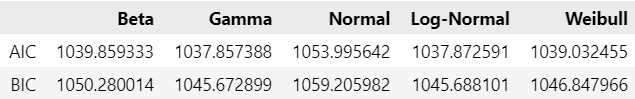 Beta Gamma Normal Log-Normal Weibull
AIC 1039.859333 1037.857388 1053.995642 1037.872591 1039.032455
BIC 1050.280014 1045.672899 1059.205982 1045.688101 1046.847966